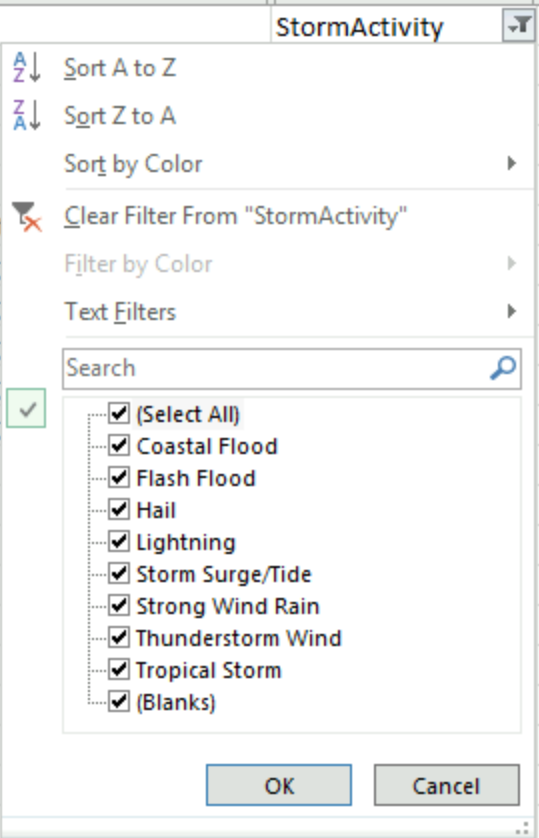 StormActivity
Sort A to Z
Sort Z to A
Sort by Color
Clear Filter From "StormActivity"
Filter by Color
Text Filters
Search
(Select All)
Coastal Flood
Flash Flood
Hail
Lightning
Storm Surge/Tide
Strong Wind Rain
Thunderstorm Wind
Tropical Storm
(Blanks)
OK Cancel